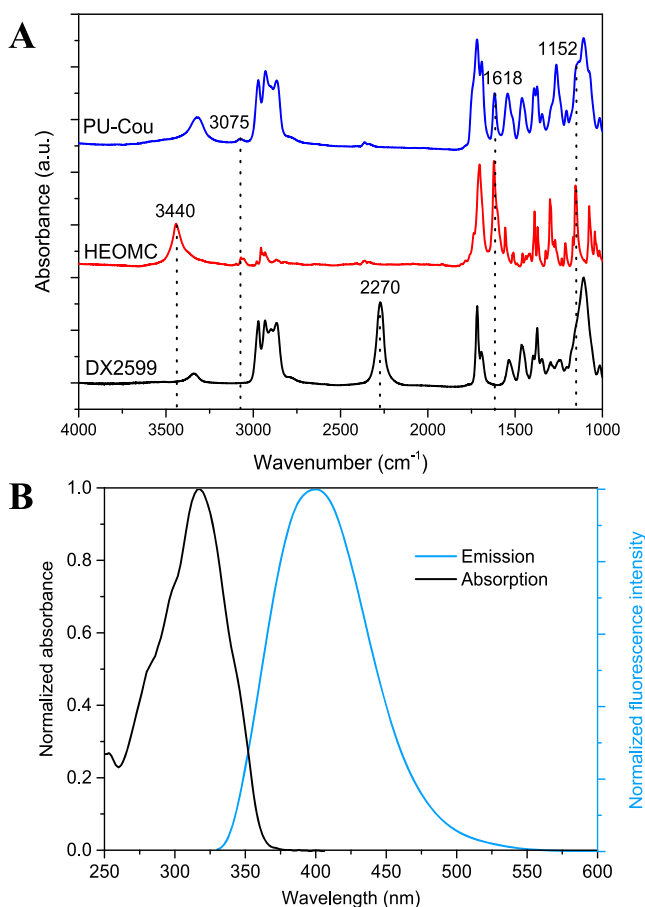 A
Absorbance (a.u.)
PU-Cou
3075
1618
1152
3440
HEOMC
2270
DX2599
4000 3500 3000 2500 2000 1500 1000
Wavenumber (cm⁻¹)
B
Normalized absorbance
1.0
0.8
0.6
0.4
0.2
0.0
Emission
Absorption
Normalized fluorescence intensity
250 300 350 400 450 500 550 600
Wavelength (nm)